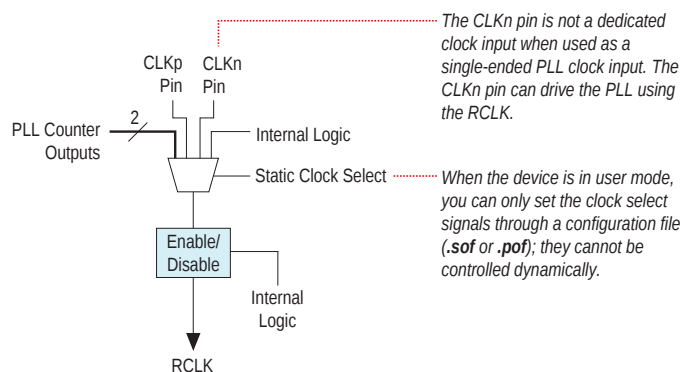 The CLKn pin is not a dedicated
clock input when used as a
single-ended PLL clock input. The
CLKn pin can drive the PLL using
the RCLK.
CLKp
Pin
CLKn
Pin
PLL Counter
Outputs
2
Internal Logic
Static Clock Select
When the device is in user mode,
you can only set the clock select
signals through a configuration file
(.sof or .pof); they cannot be
controlled dynamically.
Enable/
Disable
Internal
Logic
RCLK